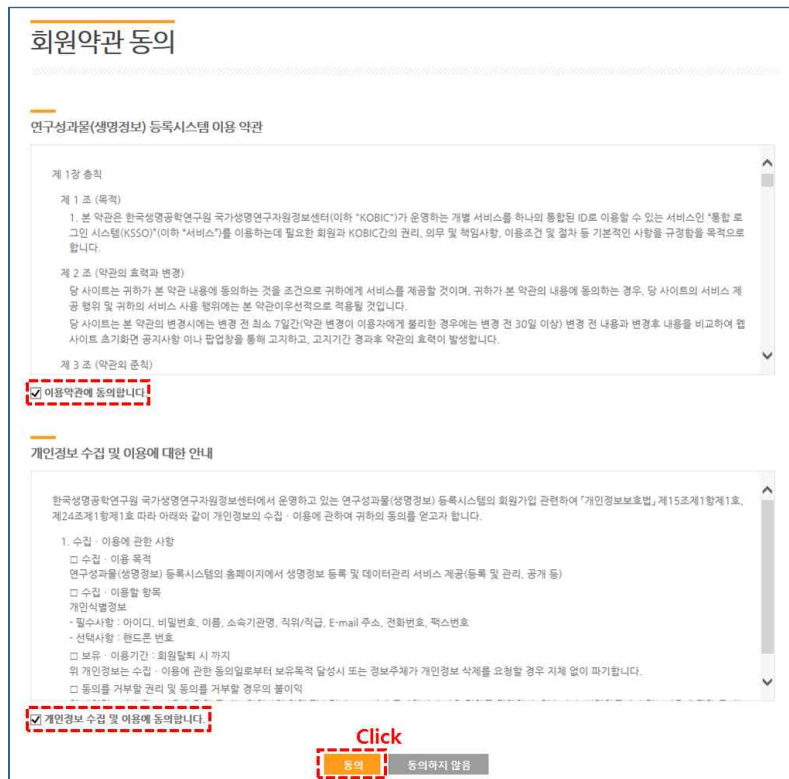 회원약관 동의
연구성과물(생명정보) 등록시스템 이용 약관
제 1장 총칙
제 1 조 (목적)
1. 본 약관은 한국생명공학연구원 국가생명연구자원정보센터(이하 "KOBIC")가 운영하는 개별 서비스를 하나의 통합된 ID로 이용할 수 있는 서비스인 "통합 로
그인 시스템(KSSO)"(이하 "서비스")를 이용하는데 필요한 회원과 KOBIC간의 권리, 의무 및 책임사항, 이용조건 및 절차 등 기본적인 사항을 규정함을 목적으로
합니다.
제 2 조 (약관의 효력과 변경)
당 사이트는 귀하가 본 약관 내용에 동의하는 것을 조건으로 귀하에게 서비스를 제공할 것이며, 귀하가 본 약관의 내용에 동의하는 경우, 당 사이트의 서비스 제
공 행위 및 귀하의 서비스 사용 행위에는 본 약관이우선적으로 적용될 것입니다.
당 사이트는 본 약관의 변경시에는 변경 전 최소 7일간(약관 변경이 이용자에게 불리한 경우에는 변경 전 30일 이상) 변경 전 내용과 변경후 내용을 비교하여 웹
사이트 초기화면 공지사항 이나 팝업창을 통해 고지하고, 고지기간 경과후 약관의 효력이 발생합니다.
제 3 조 (약관외 준칙)
이용약관에 동의합니다.
개인정보 수집 및 이용에 대한 안내
한국생명공학연구원 국가생명연구자원정보센터에서 운영하고 있는 연구성과물(생명정보) 등록시스템의 회원가입 관련하여 「개인정보보호법」 제15조제1항제1호,
제24조제1항제1호 따라 아래와 같이 개인정보의 수집 · 이용에 관하여 귀하의 동의를 얻고자 합니다.
1. 수집 · 이용에 관한 사항
□ 수집 · 이용 목적
연구성과물(생명정보) 등록시스템의 홈페이지에서 생명정보 등록 및 데이터관리 서비스 제공(등록 및 관리, 공개 등)
□ 수집 · 이용할 항목
개인식별정보
- 필수사항 : 아이디, 비밀번호, 이름, 소속기관명, 직위/직급, E-mail 주소, 전화번호, 팩스번호
- 선택사항 : 핸드폰 번호
□ 보유 · 이용기간 : 회원탈퇴 시 까지
위 개인정보는 수집 · 이용에 관한 동의일로부터 보유목적 달성시 또는 정보주체가 개인정보 삭제를 요청할 경우 지체 없이 파기합니다.
□ 동의를 거부할 권리 및 동의를 거부할 경우의 불이익
개인정보 수집 및 이용에 동의합니다.
Click
동의 동의하지 않음